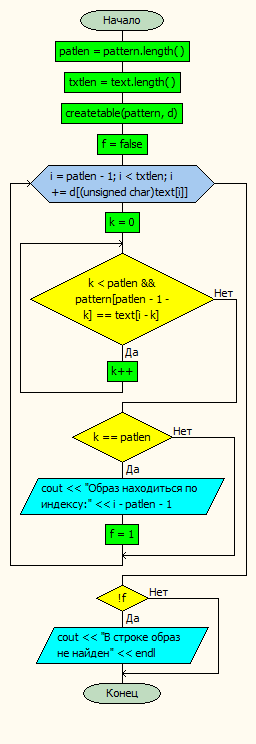 Начало
patlen = pattern.length()
txtlen = text.length()
createtable(pattern, d)
f = false
i = patlen - 1; i < txtlen; i
+= d[(unsigned char)text[i]]
k = 0
k < patlen &&
pattern[patlen - 1 -
k] == text[i - k]
Нет
Да
k++
k == patlen
Нет
Да
cout << "Образ находиться по
индексу:" << i - patlen - 1
f = 1
!f
Нет
Да
cout << "В строке образ
не найден" << endl
Конец